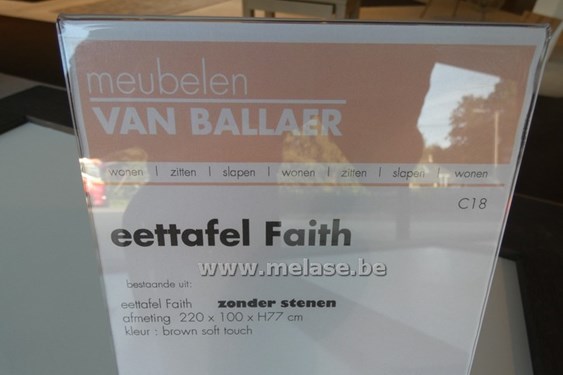 meubelen
VAN BALLAER
wonen | zitten | slapen | wonen | zitten | slapen | wonen
C18
eettafel Faith
www.melase.be
bestaande uit:
eettafel Faith zonder stenen
afmeting 220 x 100 x H77 cm
kleur : brown soft touch